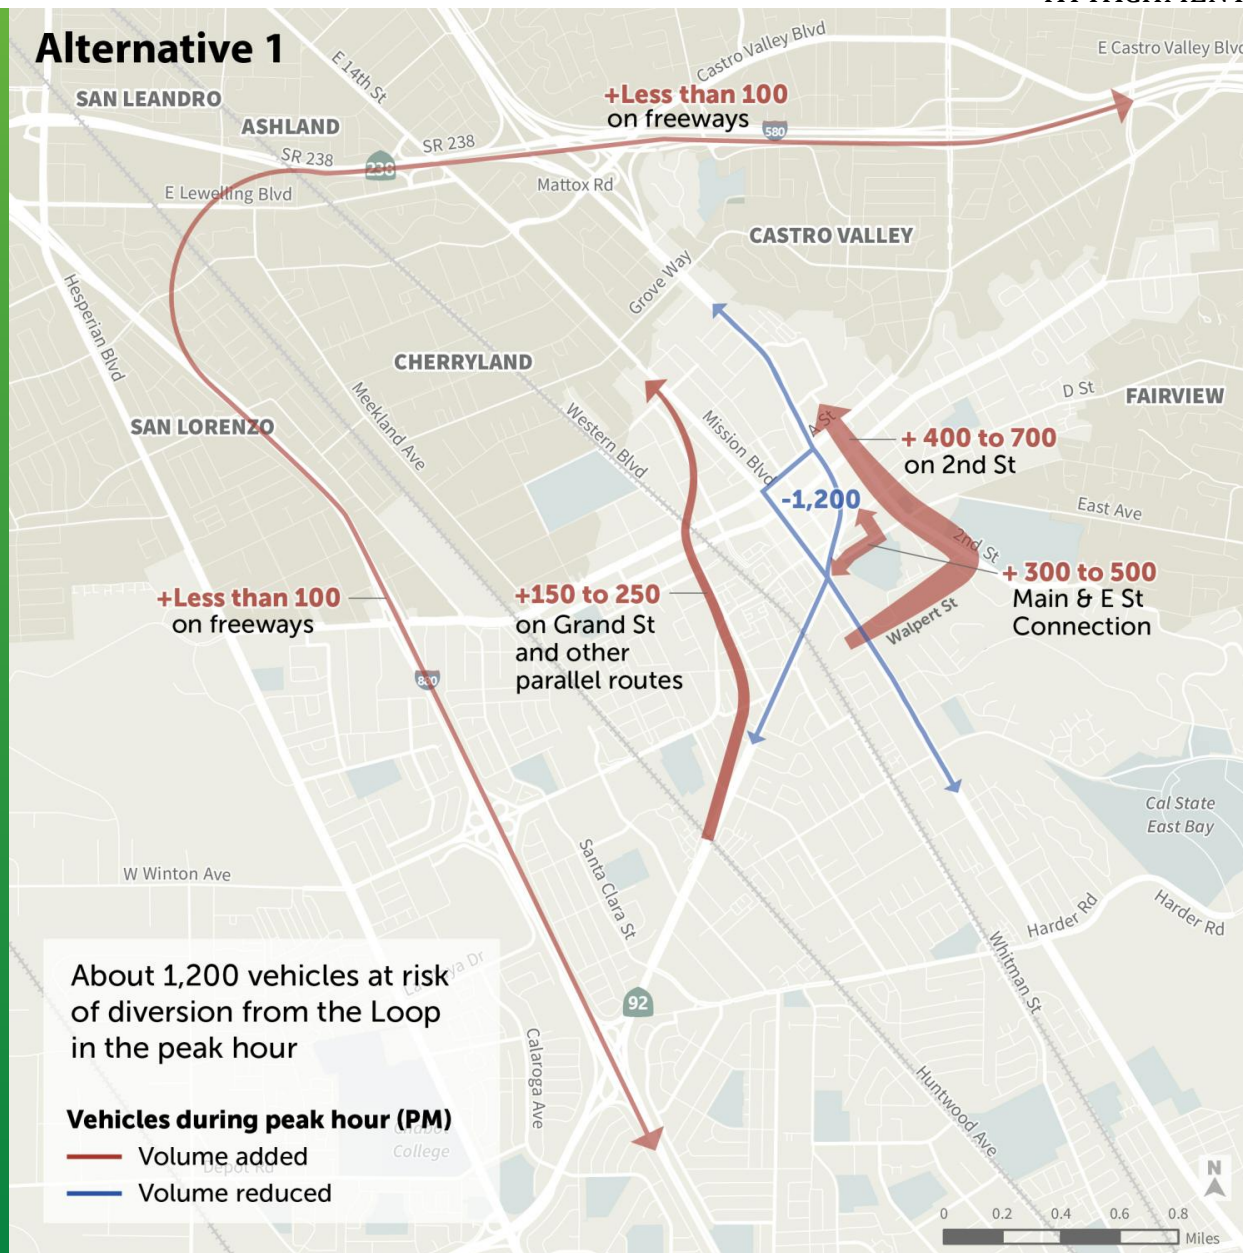 Alternative 1
E 14th St
Castro Valley Blvd
E Castro Valley Blvd
SAN LEANDRO
ASHLAND
+Less than 100
on freeways
580
SR 238
238
SR 238
E Lewelling Blvd
Mattox Rd
CASTRO VALLEY
Grove Way
Hesperian Blvd
CHERRYLAND
Meekland Ave
D St
FAIRVIEW
SAN LORENZO
Western Blvd
Mission Blvd
A St
+ 400 to 700
on 2nd St
-1,200
East Ave
2nd St
+Less than 100
on freeways
+150 to 250
on Grand St
and other
parallel routes
+ 300 to 500
Main & E St
Connection
Walpert St
880
Cal State
East Bay
W Winton Ave
Santa Clara St
Harder Rd
Harder Rd
Whitman St
92
Calaroga Ave
Huntwood Ave
About 1,200 vehicles at risk
of diversion from the Loop
in the peak hour
Vehicles during peak hour (PM)
Volume added
Volume reduced
College
Depot Rd
N
0 0.2 0.4 0.6 0.8
Miles